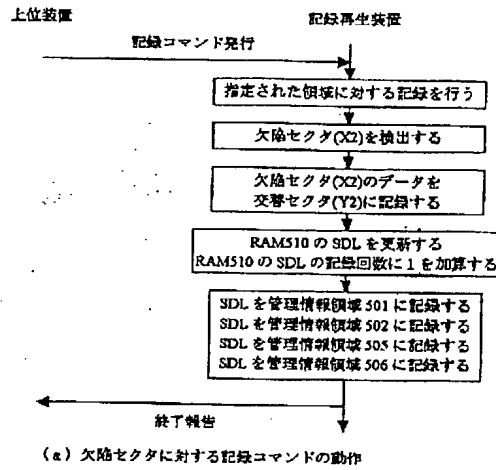 上位装置
記録再生装置
記録コマンド発行
指定された領域に対する記録を行う
欠陥セクタ(X2)を検出する
欠陥セクタ(X2)のデータを
交替セクタ(Y2)に記録する
RAM510 の SDL を更新する
RAM510 の SDL の記録回数に 1 を加算する
SDL を管理情報領域 501 に記録する
SDL を管理情報領域 502 に記録する
SDL を管理情報領域 505 に記録する
SDL を管理情報領域 506 に記録する
終了報告
(a) 欠陥セクタに対する記録コマンドの動作